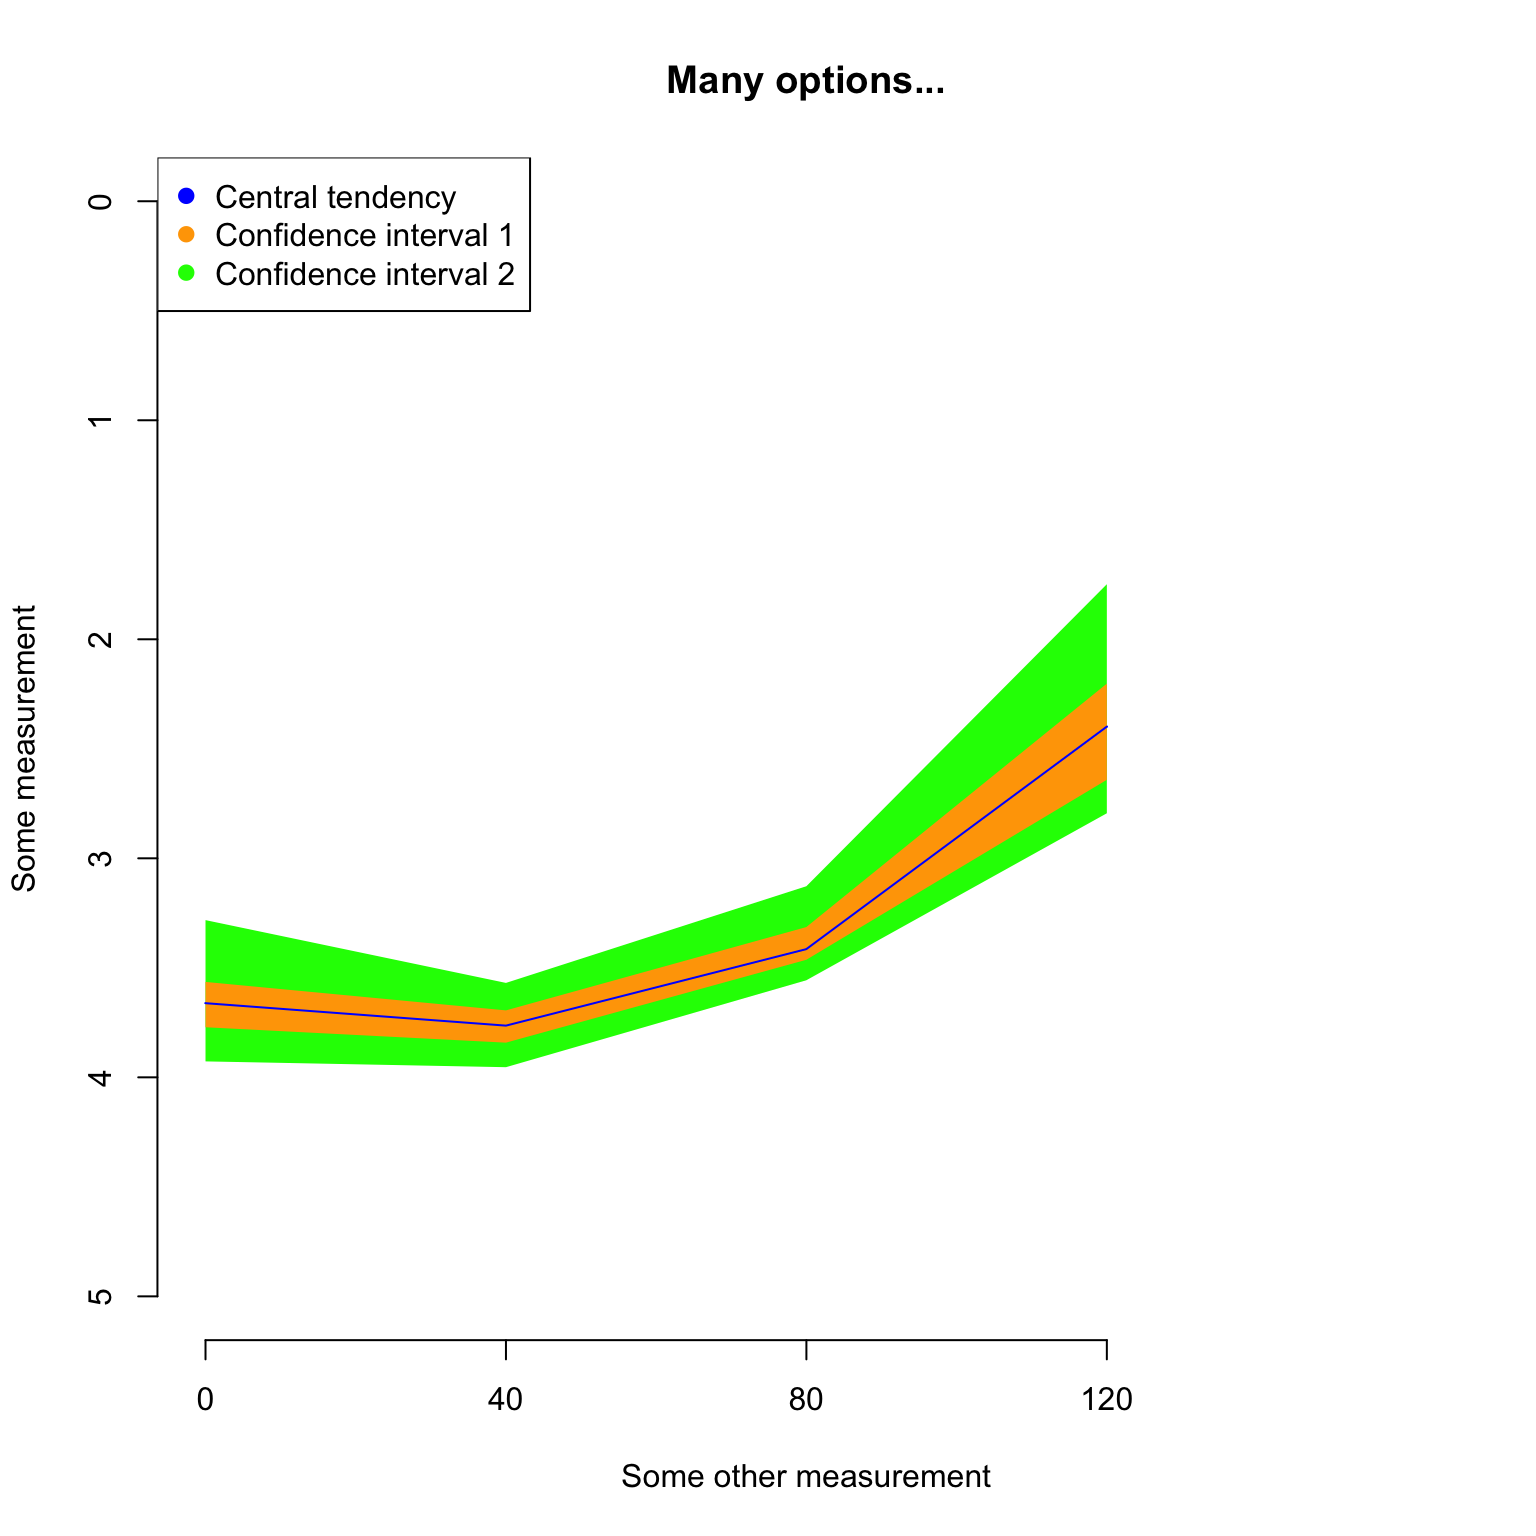 Many options...
Central tendency
Confidence interval 1
Confidence interval 2
0
1
2
3
4
5
Some measurement
0 40 80 120
Some other measurement